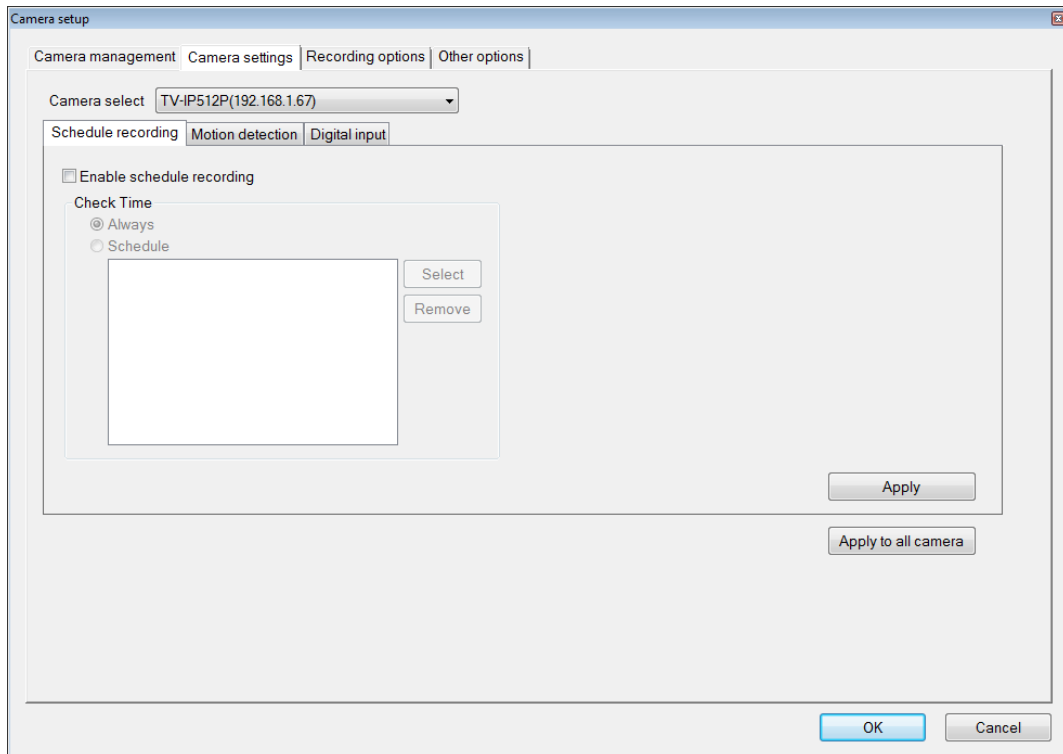 Camera setup
Camera management Camera settings Recording options Other options
Camera select TV-IP512P(192.168.1.67)
Schedule recording Motion detection Digital input
Enable schedule recording
Check Time
Always
Schedule
Select
Remove
Apply
Apply to all camera
OK Cancel